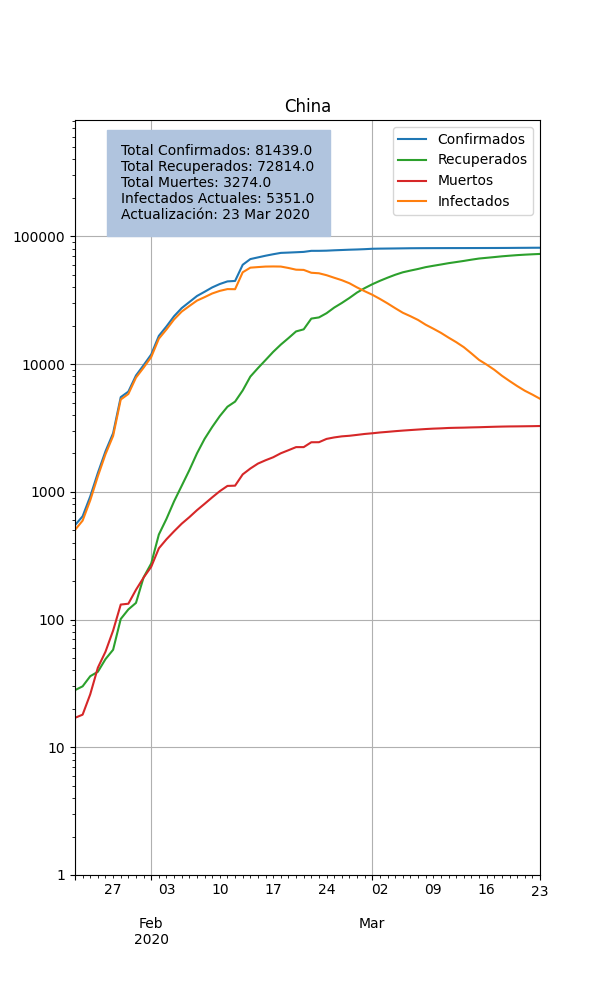 China
Total Confirmados: 81439.0
Total Recuperados: 72814.0
Total Muertes: 3274.0
Infectados Actuales: 5351.0
Actualización: 23 Mar 2020
Confirmados
Recuperados
Muertos
Infectados
100000
10000
1000
100
10
1
27 03 10 17 24 02 09 16 23
Feb Mar
2020